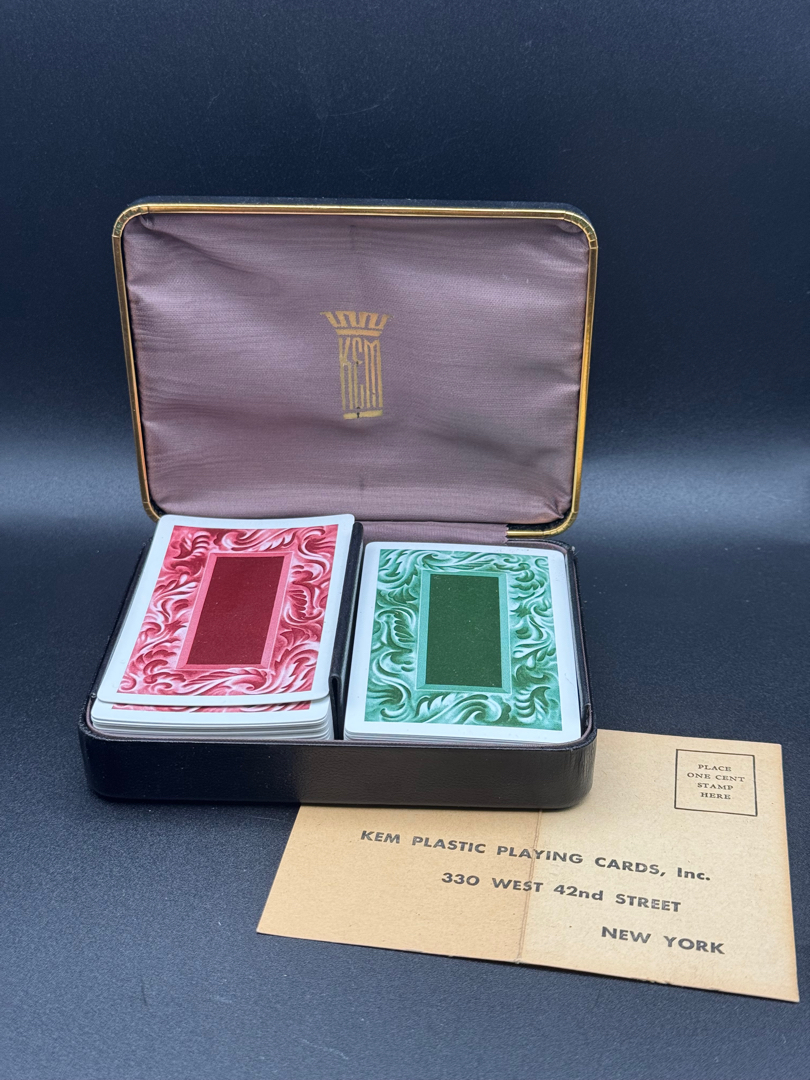 KEM
PLACE
ONE CENT
STAMP
HERE
KEM PLASTIC PLAYING CARDS, Inc.
330 WEST 42nd STREET
NEW YORK